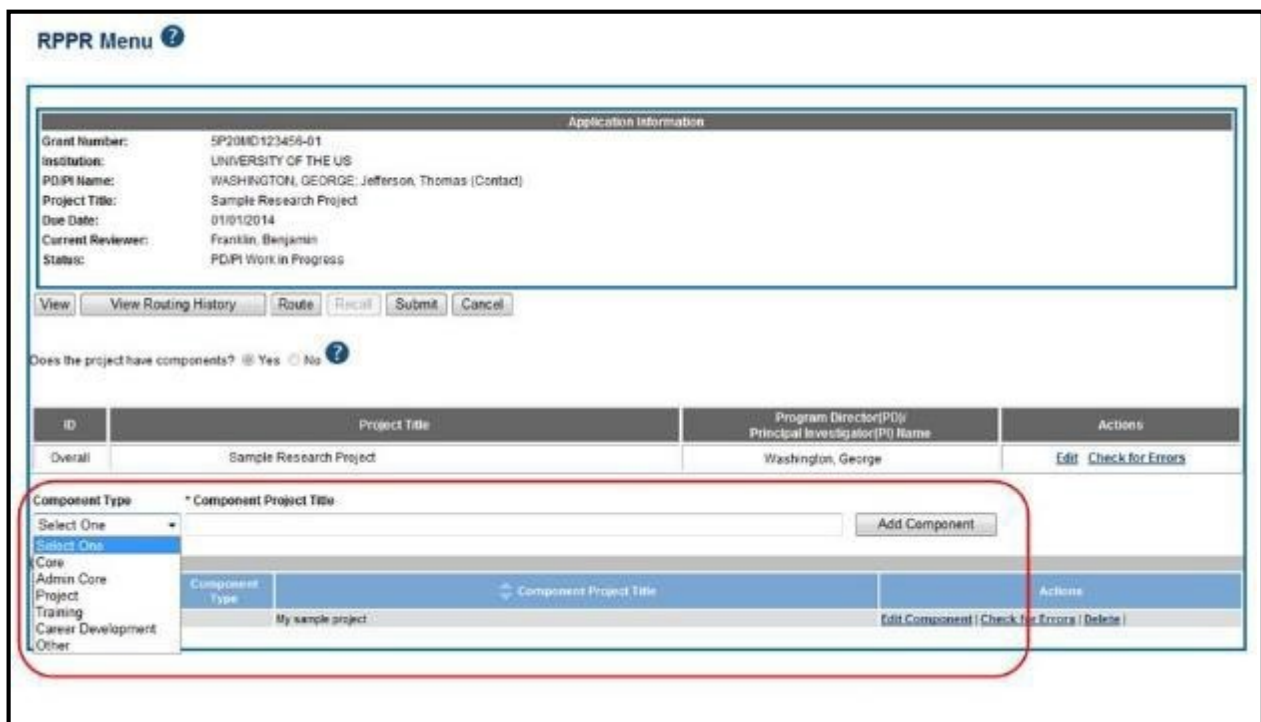 RPPR Menu ?
Application Information
Grant Number: 5P20MD123456-01
Institution: UNIVERSITY OF THE US
PD/PI Name: WASHINGTON, GEORGE; Jefferson, Thomas (Contact)
Project Title: Sample Research Project
Due Date: 01/01/2014
Current Reviewer: Franklin, Benjamin
Status: PD/PI Work in Progress
View View Routing History Route Recall Submit Cancel
Does the project have components? Yes No ?
ID Project Title Program Director(PD)/ Principal Investigator(PI) Name Actions
Overall Sample Research Project Washington, George Edit Check for Errors
Component Type * Component Project Title
Select One Add Component
Select One
Core
Admin Core
Project
Training
Career Development
Other
Component Type Component Project Title Actions
My sample project Edit Component | Check for Errors | Delete |